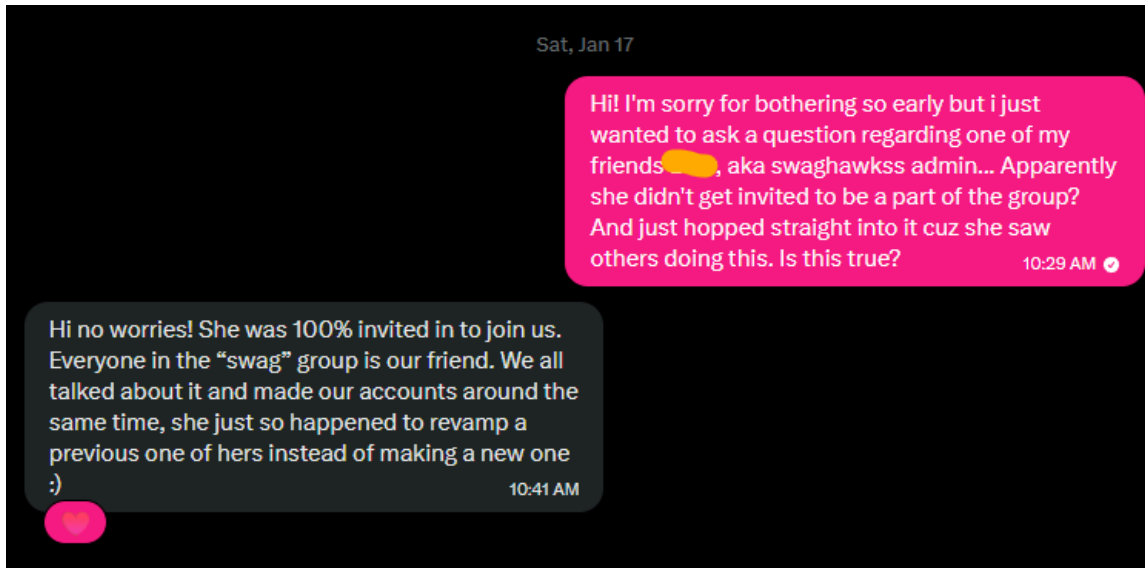 Sat, Jan 17
Hi! I'm sorry for bothering so early but i just
wanted to ask a question regarding one of my
friends , aka swaghawkss admin... Apparently
she didn't get invited to be a part of the group?
And just hopped straight into it cuz she saw
others doing this. Is this true?
10:29 AM
Hi no worries! She was 100% invited in to join us.
Everyone in the “swag” group is our friend. We all
talked about it and made our accounts around the
same time, she just so happened to revamp a
previous one of hers instead of making a new one
:)
10:41 AM